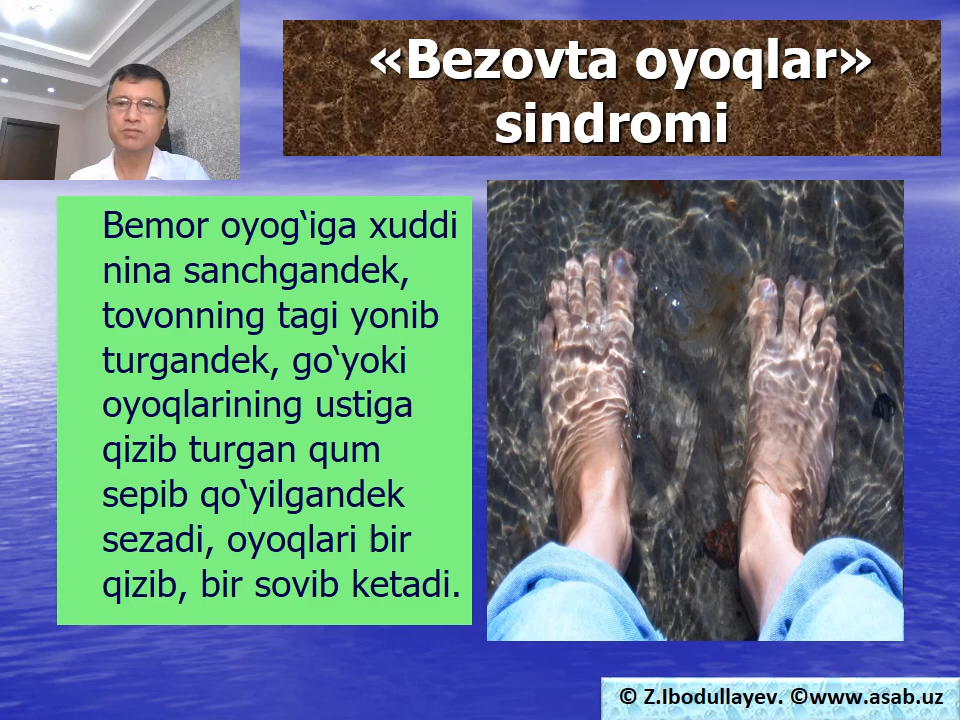 «Bezovta oyoqlar»
sindromi
Bemor oyog‘iga xuddi
nina sanchgandek,
tovonning tagi yonib
turgandek, go‘yoki
oyoqlarining ustiga
qizib turgan qum
sepib qo‘yilgandek
sezadi, oyoqlari bir
qizib, bir sovib ketadi.
© Z.Ibodullayev. ©www.asab.uz